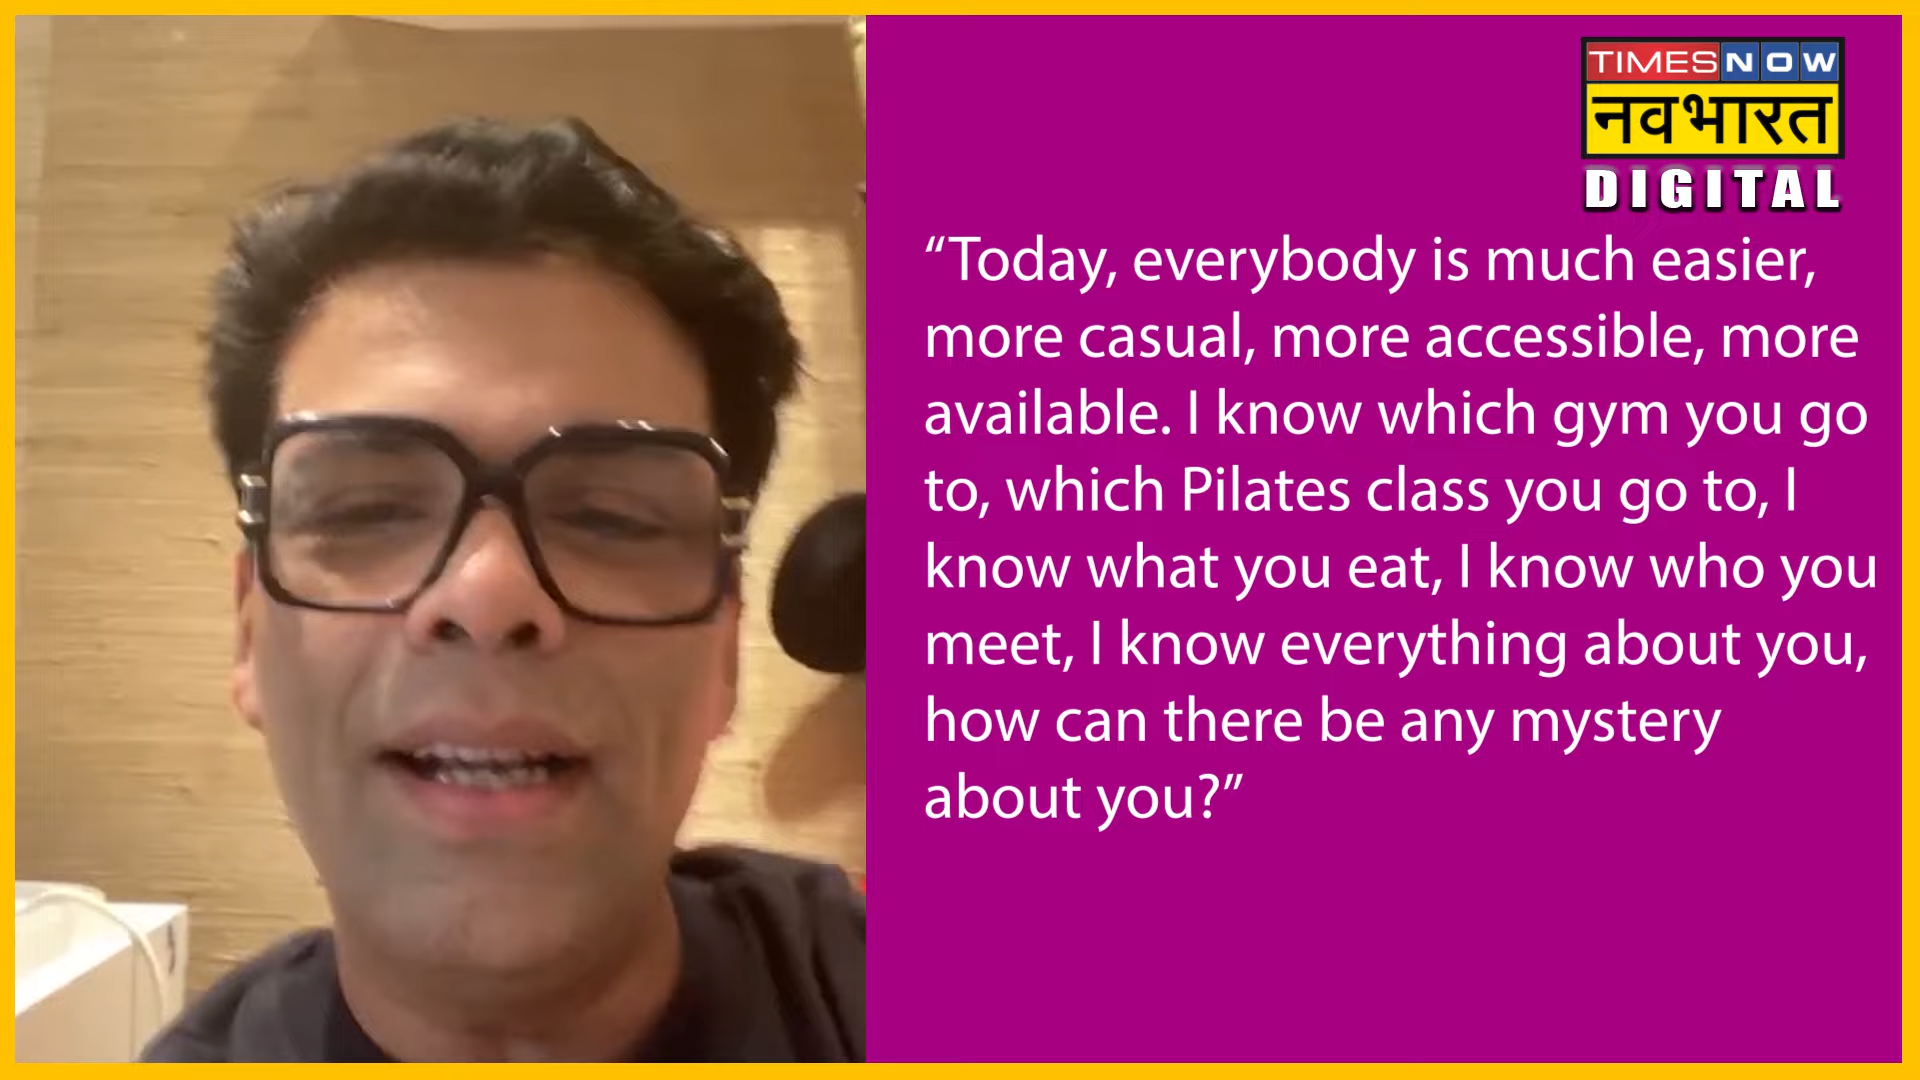 TIMES NOW
नवभारत
DIGITAL
“Today, everybody is much easier,
more casual, more accessible, more
available. I know which gym you go
to, which Pilates class you go to, I
know what you eat, I know who you
meet, I know everything about you,
how can there be any mystery
about you?”